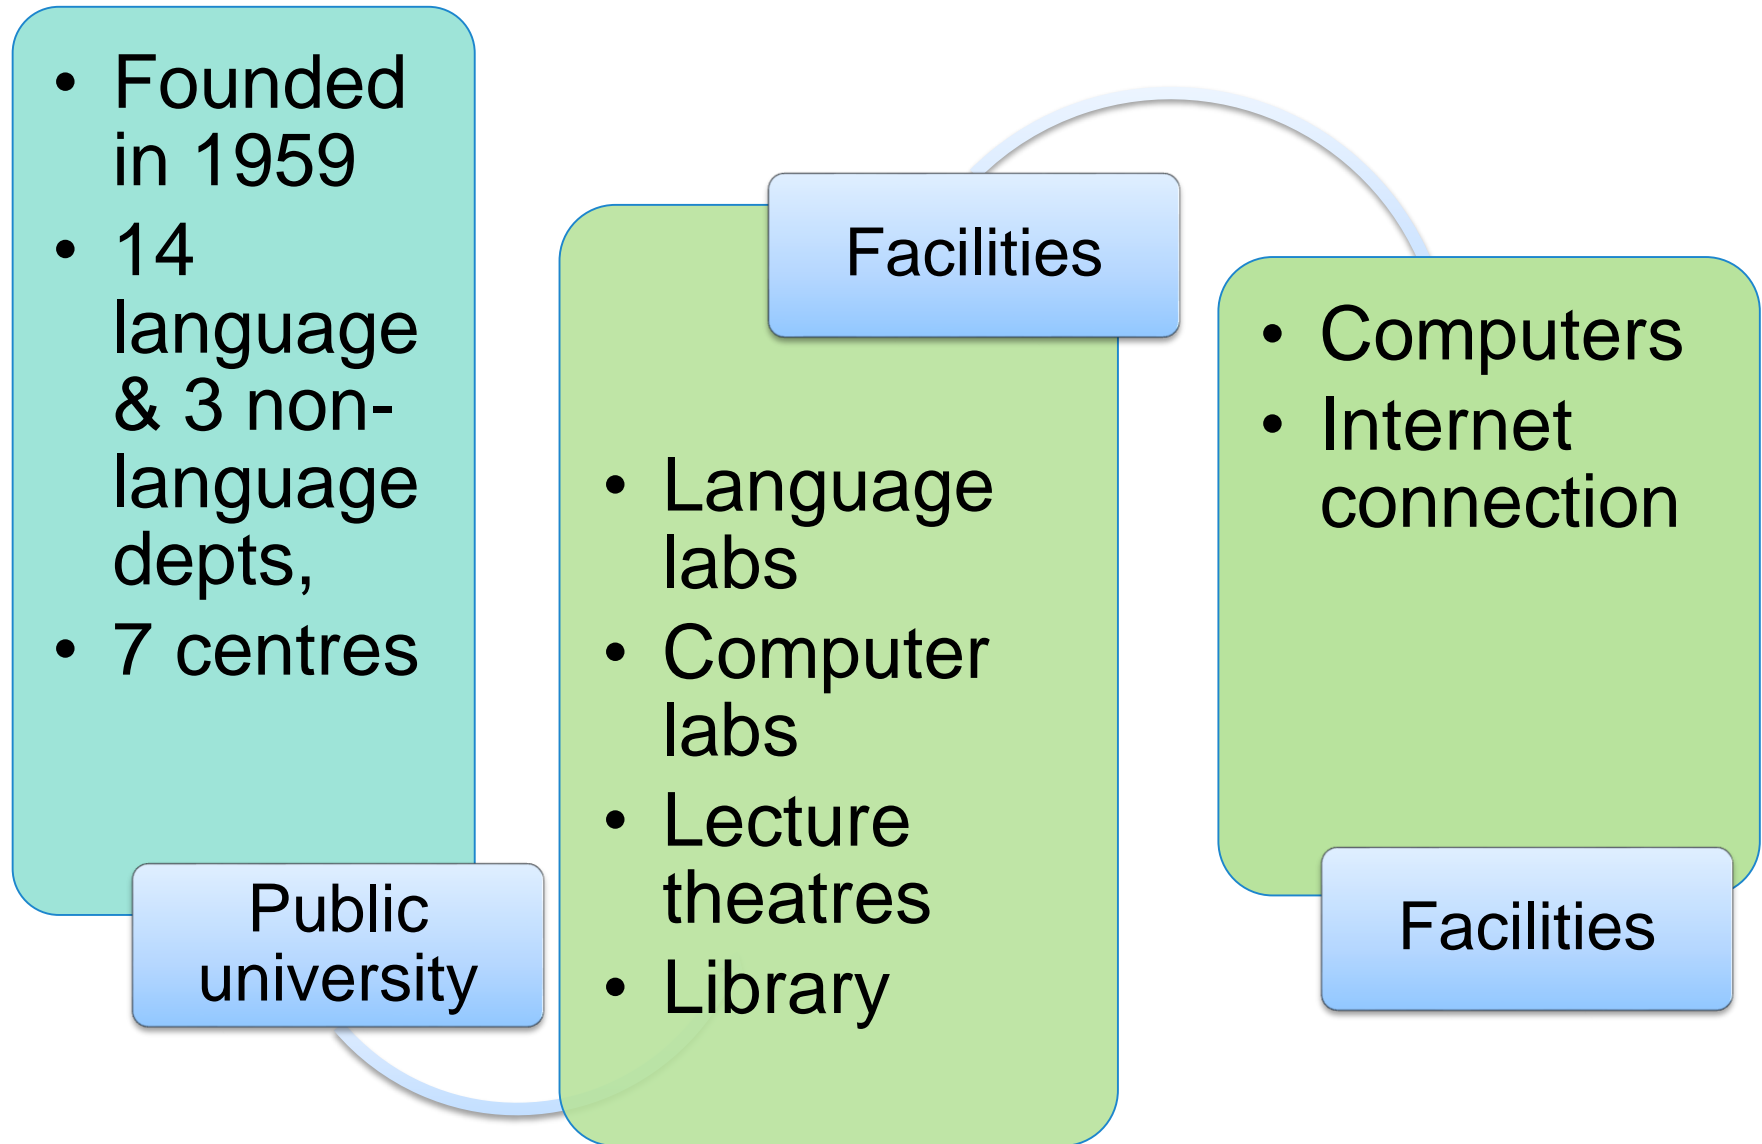 • Founded
in 1959
• 14
language
& 3 non-
language
depts,
• 7 centres
Public
university
Facilities
• Language
labs
• Computer
labs
• Lecture
theatres
• Library
• Computers
• Internet
connection
Facilities